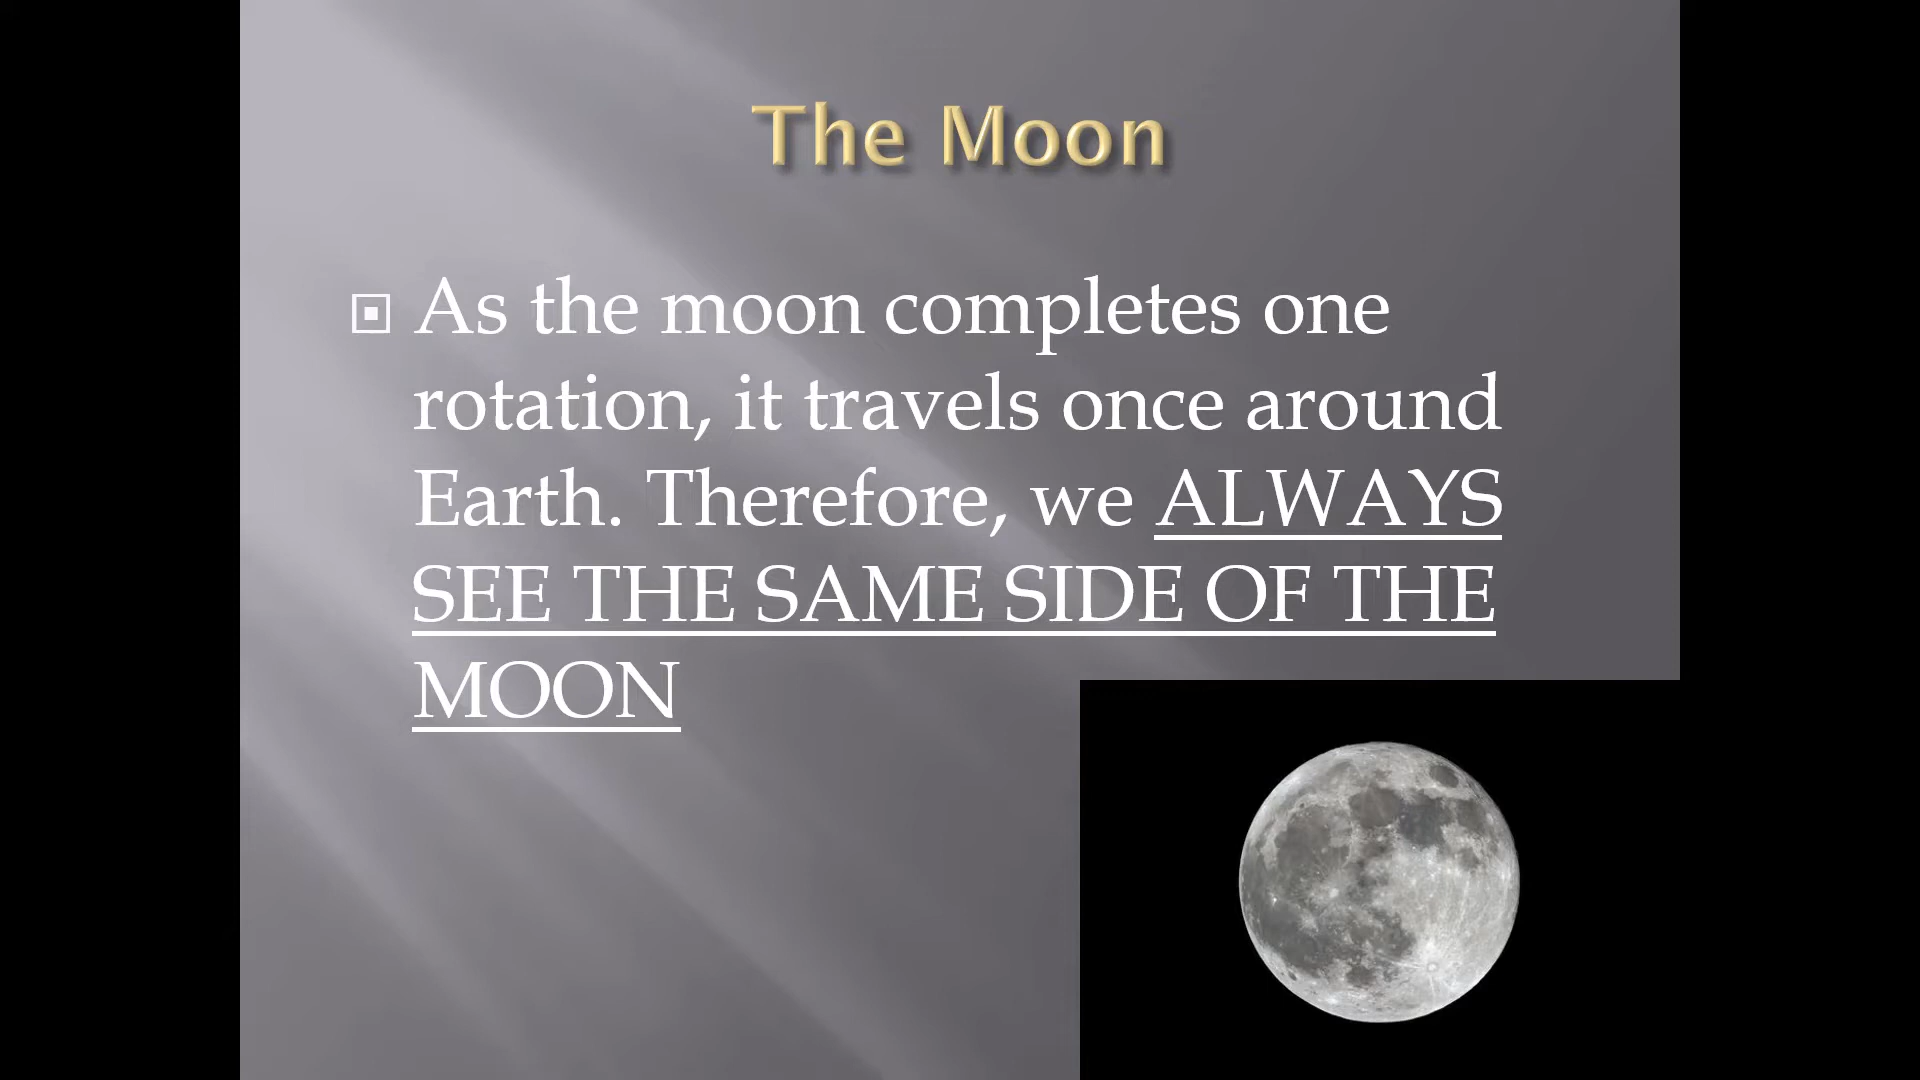 The Moon
As the moon completes one
rotation, it travels once around
Earth. Therefore, we ALWAYS
SEE THE SAME SIDE OF THE
MOON